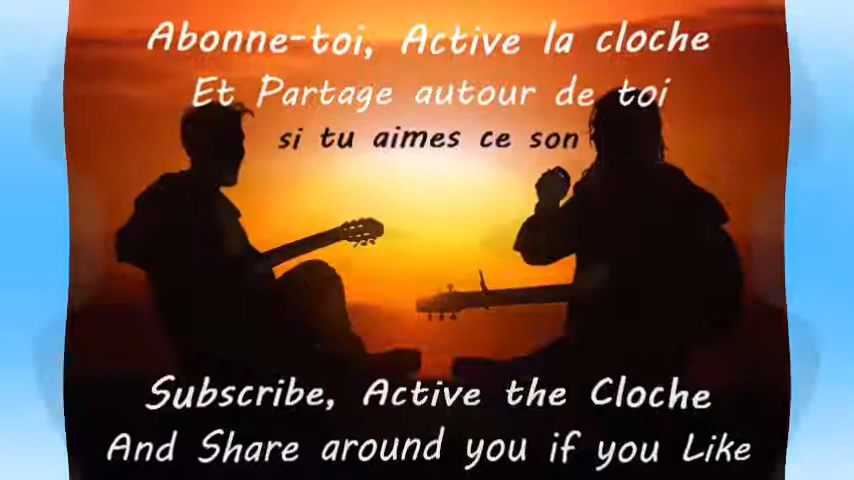 Abonne-toi, Active la cloche
Et Partage autour de toi
si tu aimes ce son
Subscribe, Active the Cloche
And Share around you if you Like